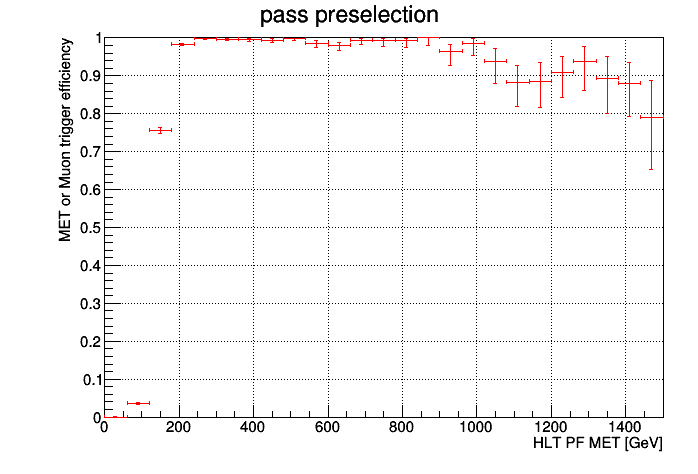 pass preselection
MET or Muon trigger efficiency
1
0.9
0.8
0.7
0.6
0.5
0.4
0.3
0.2
0.1
0
0 200 400 600 800 1000 1200 1400
HLT PF MET [GeV]